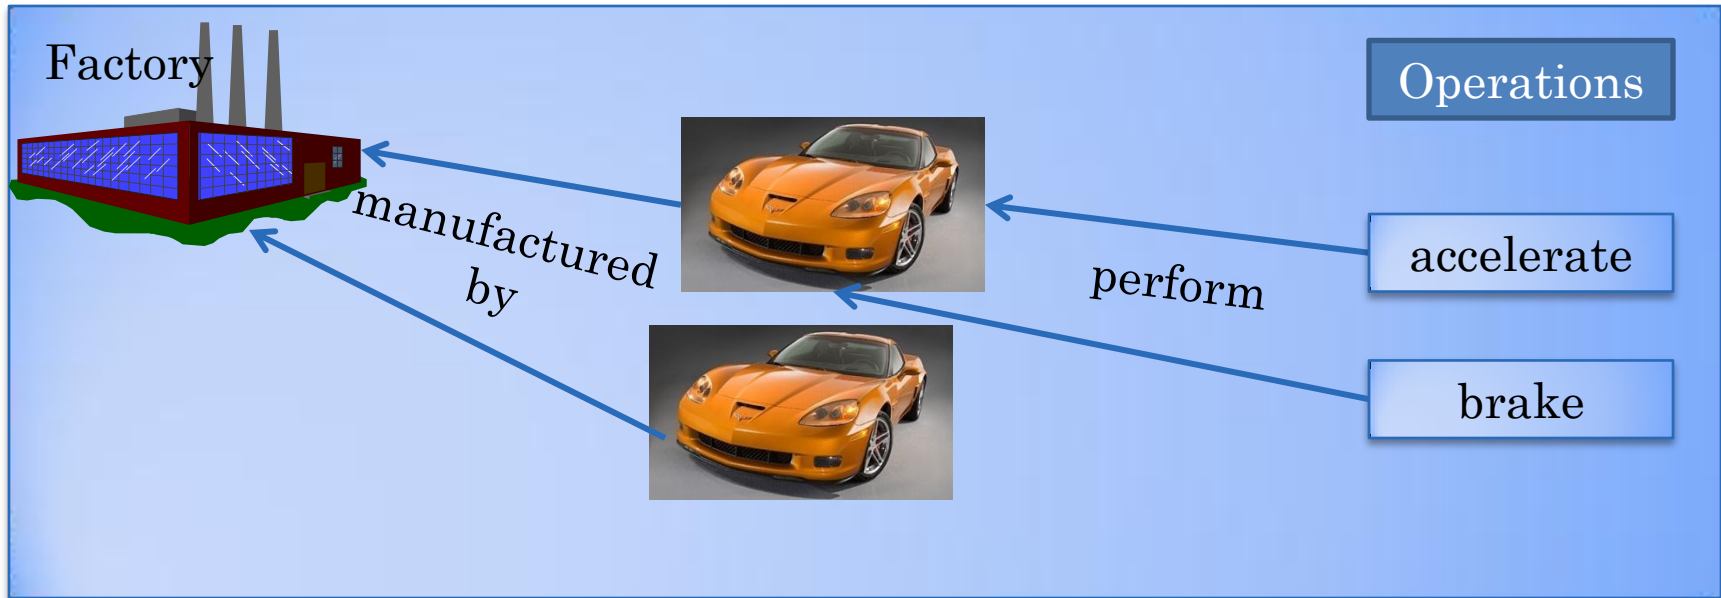 Factory
Operations
manufactured
by
perform
accelerate
brake